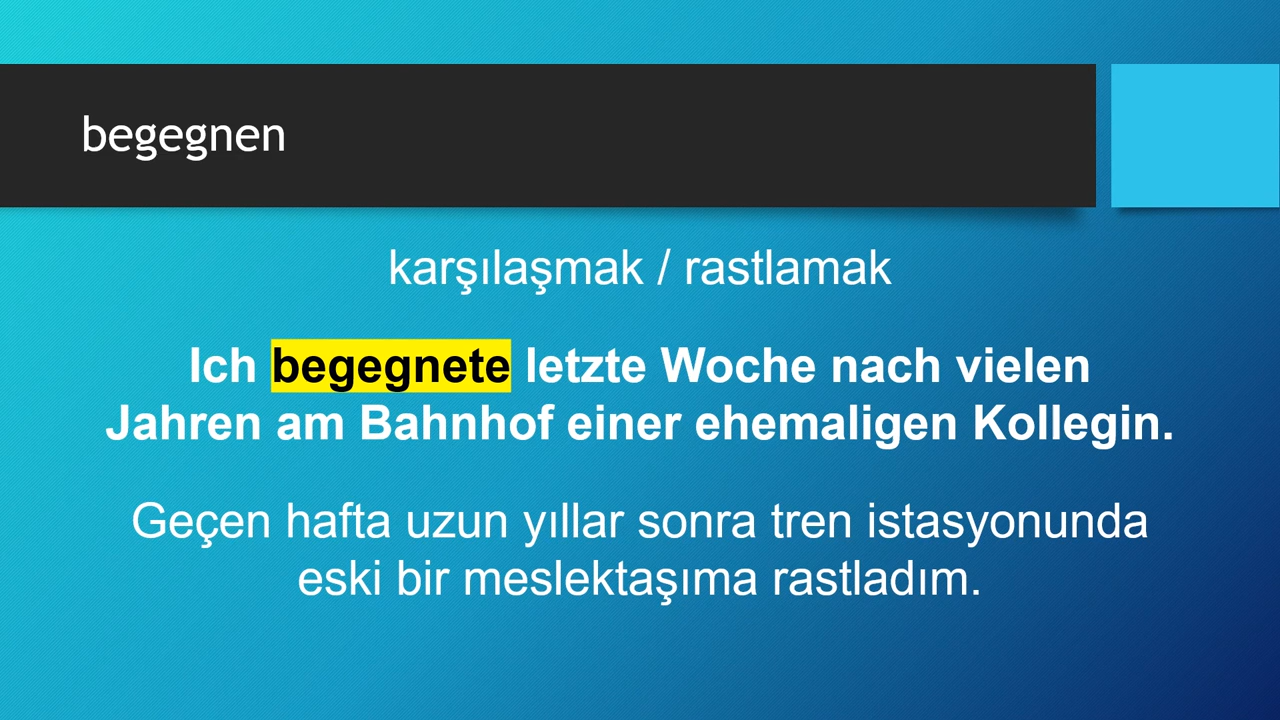 begegnen
karşılaşmak / rastlamak
Ich begegnete letzte Woche nach vielen
Jahren am Bahnhof einer ehemaligen Kollegin.
Geçen hafta uzun yıllar sonra tren istasyonunda
eski bir meslektaşıma rastladım.